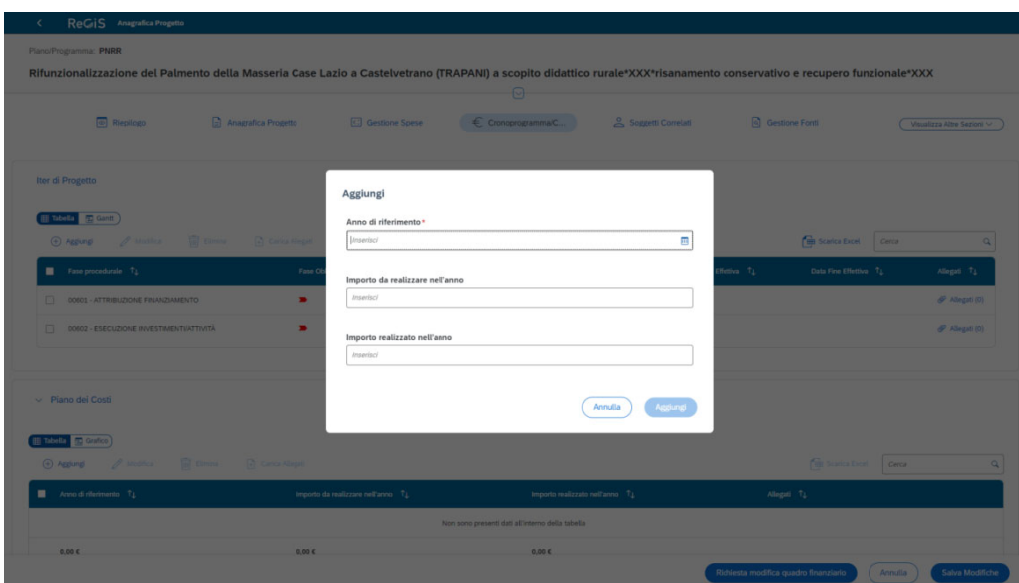 ReGiS Anagrafica Progetto
Piano/Programma: PNRR
Rifunzionalizzazione del Palmento della Masseria Case Lazio a Castelvetrano (TRAPANI) a scopito didattico rurale*XXX*risanamento conservativo e recupero funzionale*XXX
Riepilogo Anagrafica Progetto Gestione Spese Cronoprogramma/C... Soggetti Correlati Gestione Fonti Visualizza Altre Sezioni
Iter di Progetto
Tabella Gantt
Aggiungi Modifica Elimina Carica Allegati Scarica Excel Cerca
Fase procedurale Fase Obb Effettiva Data Fine Effettiva Allegati
00601 - ATTRIBUZIONE FINANZIAMENTO Allegati (0)
00602 - ESECUZIONE INVESTIMENTI/ATTIVITÀ Allegati (0)
Aggiungi
Anno di riferimento*
Inserisci
Importo da realizzare nell'anno
Inserisci
Importo realizzato nell'anno
Inserisci
Annulla Aggiungi
Piano dei Costi
Tabella Grafico
Aggiungi Modifica Elimina Carica Allegati Scarica Excel Cerca
Anno di riferimento Importo da realizzare nell'anno Importo realizzato nell'anno Allegati
Non sono presenti dati all'interno della tabella
0,00 € 0,00 € 0,00 €
Richiesta modifica quadro finanziario Annulla Salva Modifiche